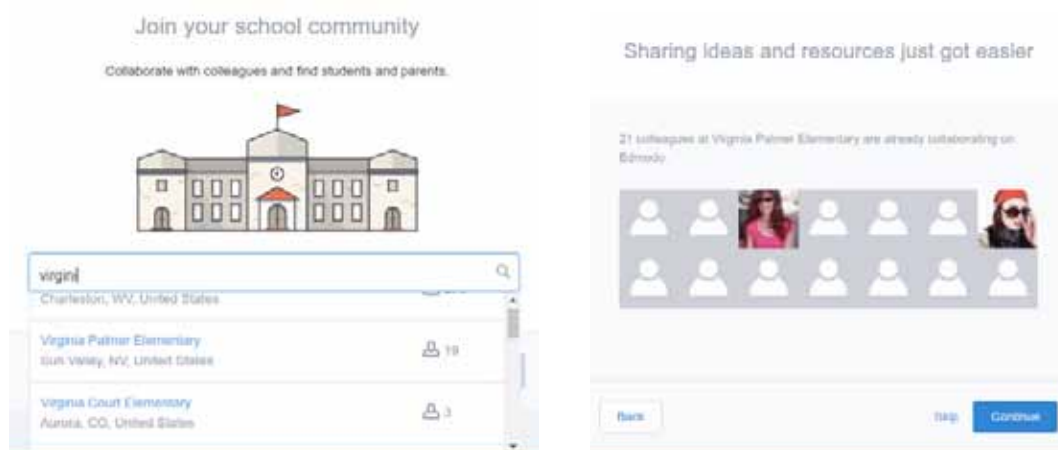 Join your school community
Collaborate with colleagues and find students and parents.
virgini
Charleston, WV, United States
Virginia Palmer Elementary
19
Sun Valley, NV, United States
Virginia Court Elementary
3
Aurora, CO, United States
Sharing ideas and resources just got easier
21 colleagues at Virginia Palmer Elementary are already collaborating on
Edmodo
Back
Skip
Continue